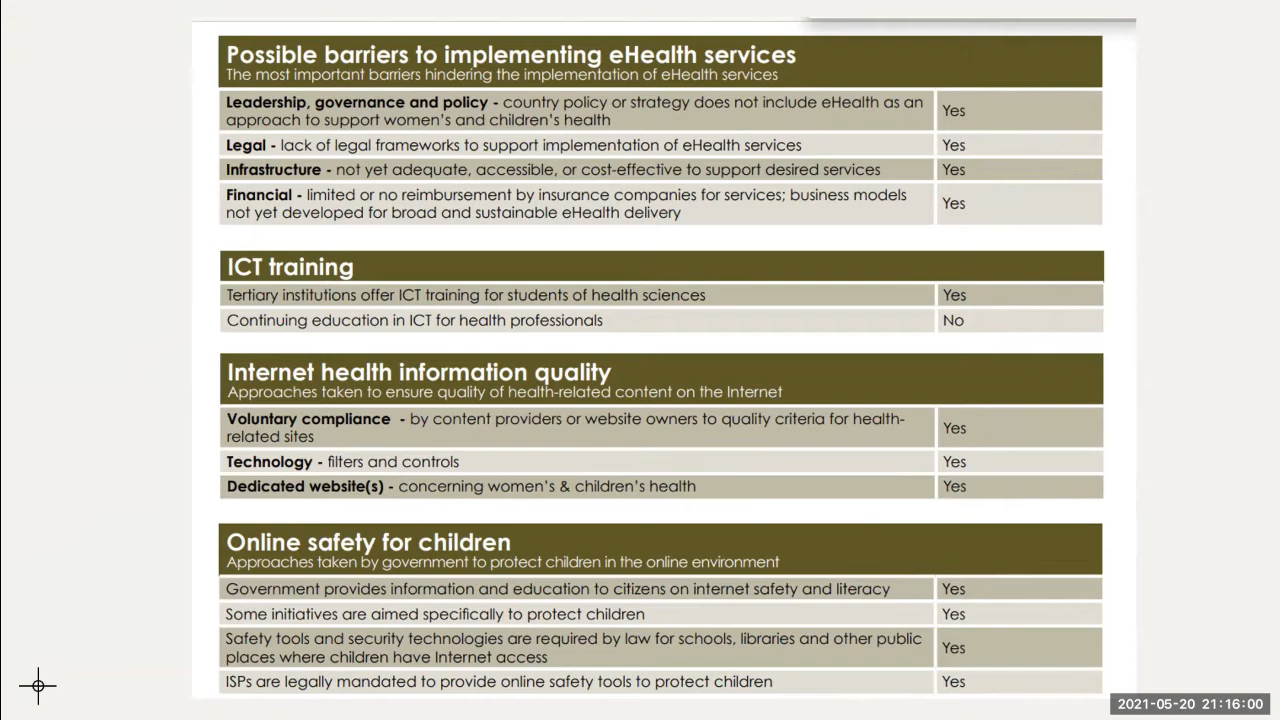 Possible barriers to implementing eHealth services
The most important barriers hindering the implementation of eHealth services
Leadership, governance and policy - country policy or strategy does not include eHealth as an
approach to support women's and children's health
Yes
Legal - lack of legal frameworks to support implementation of eHealth services
Yes
Infrastructure - not yet adequate, accessible, or cost-effective to support desired services
Yes
Financial - limited or no reimbursement by insurance companies for services; business models
not yet developed for broad and sustainable eHealth delivery
Yes
ICT training
Tertiary institutions offer ICT training for students of health sciences
Yes
Continuing education in ICT for health professionals
No
Internet health information quality
Approaches taken to ensure quality of health-related content on the Internet
Voluntary compliance - by content providers or website owners to quality criteria for health-
related sites
Yes
Technology - filters and controls
Yes
Dedicated website(s) - concerning women's & children's health
Yes
Online safety for children
Approaches taken by government to protect children in the online environment
Government provides information and education to citizens on internet safety and literacy
Yes
Some initiatives are aimed specifically to protect children
Yes
Safety tools and security technologies are required by law for schools, libraries and other public
places where children have Internet access
Yes
ISPs are legally mandated to provide online safety tools to protect children
Yes
2021-05-20 21:16:00